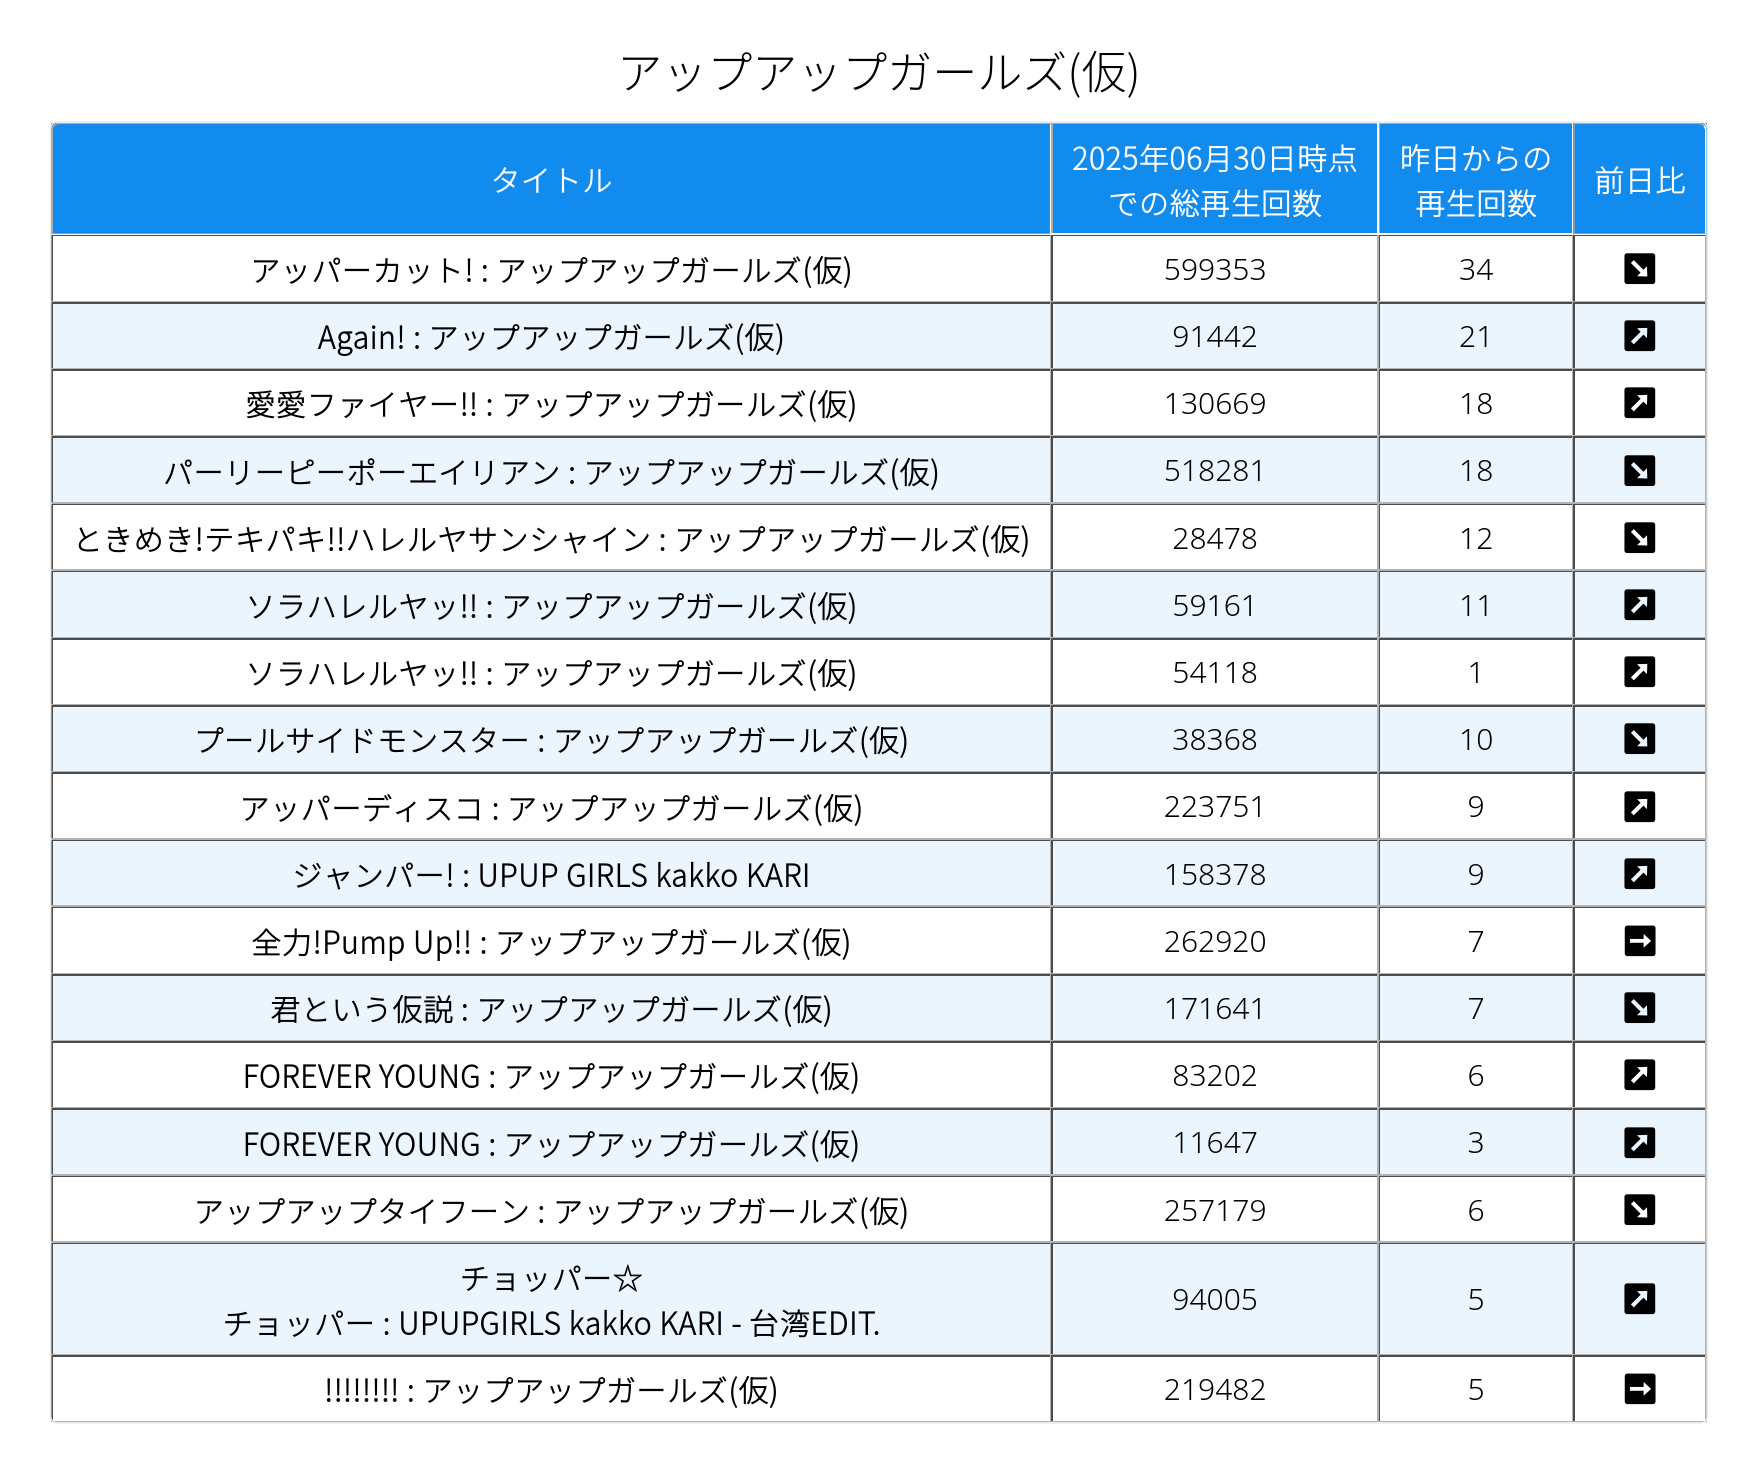 アップアップガールズ(仮)
タイトル
2025年06月30日時点
での総再生回数
昨日からの
再生回数
前日比
アッパーカット! : アップアップガールズ(仮) 599353 34
Again! : アップアップガールズ(仮) 91442 21
愛愛ファイヤー!! : アップアップガールズ(仮) 130669 18
パーリーピーポーエイリアン : アップアップガールズ(仮) 518281 18
ときめき!テキパキ!!ハレルヤサンシャイン : アップアップガールズ(仮) 28478 12
ソラハレルヤッ!! : アップアップガールズ(仮) 59161 11
ソラハレルヤッ!! : アップアップガールズ(仮) 54118 1
プールサイドモンスター : アップアップガールズ(仮) 38368 10
アッパーディスコ : アップアップガールズ(仮) 223751 9
ジャンパー! : UPUP GIRLS kakko KARI 158378 9
全力!Pump Up!! : アップアップガールズ(仮) 262920 7
君という仮説 : アップアップガールズ(仮) 171641 7
FOREVER YOUNG : アップアップガールズ(仮) 83202 6
FOREVER YOUNG : アップアップガールズ(仮) 11647 3
アップアップタイフーン : アップアップガールズ(仮) 257179 6
チョッパー☆
チョッパー : UPUPGIRLS kakko KARI - 台湾EDIT. 94005 5
!!!!!!!! : アップアップガールズ(仮) 219482 5